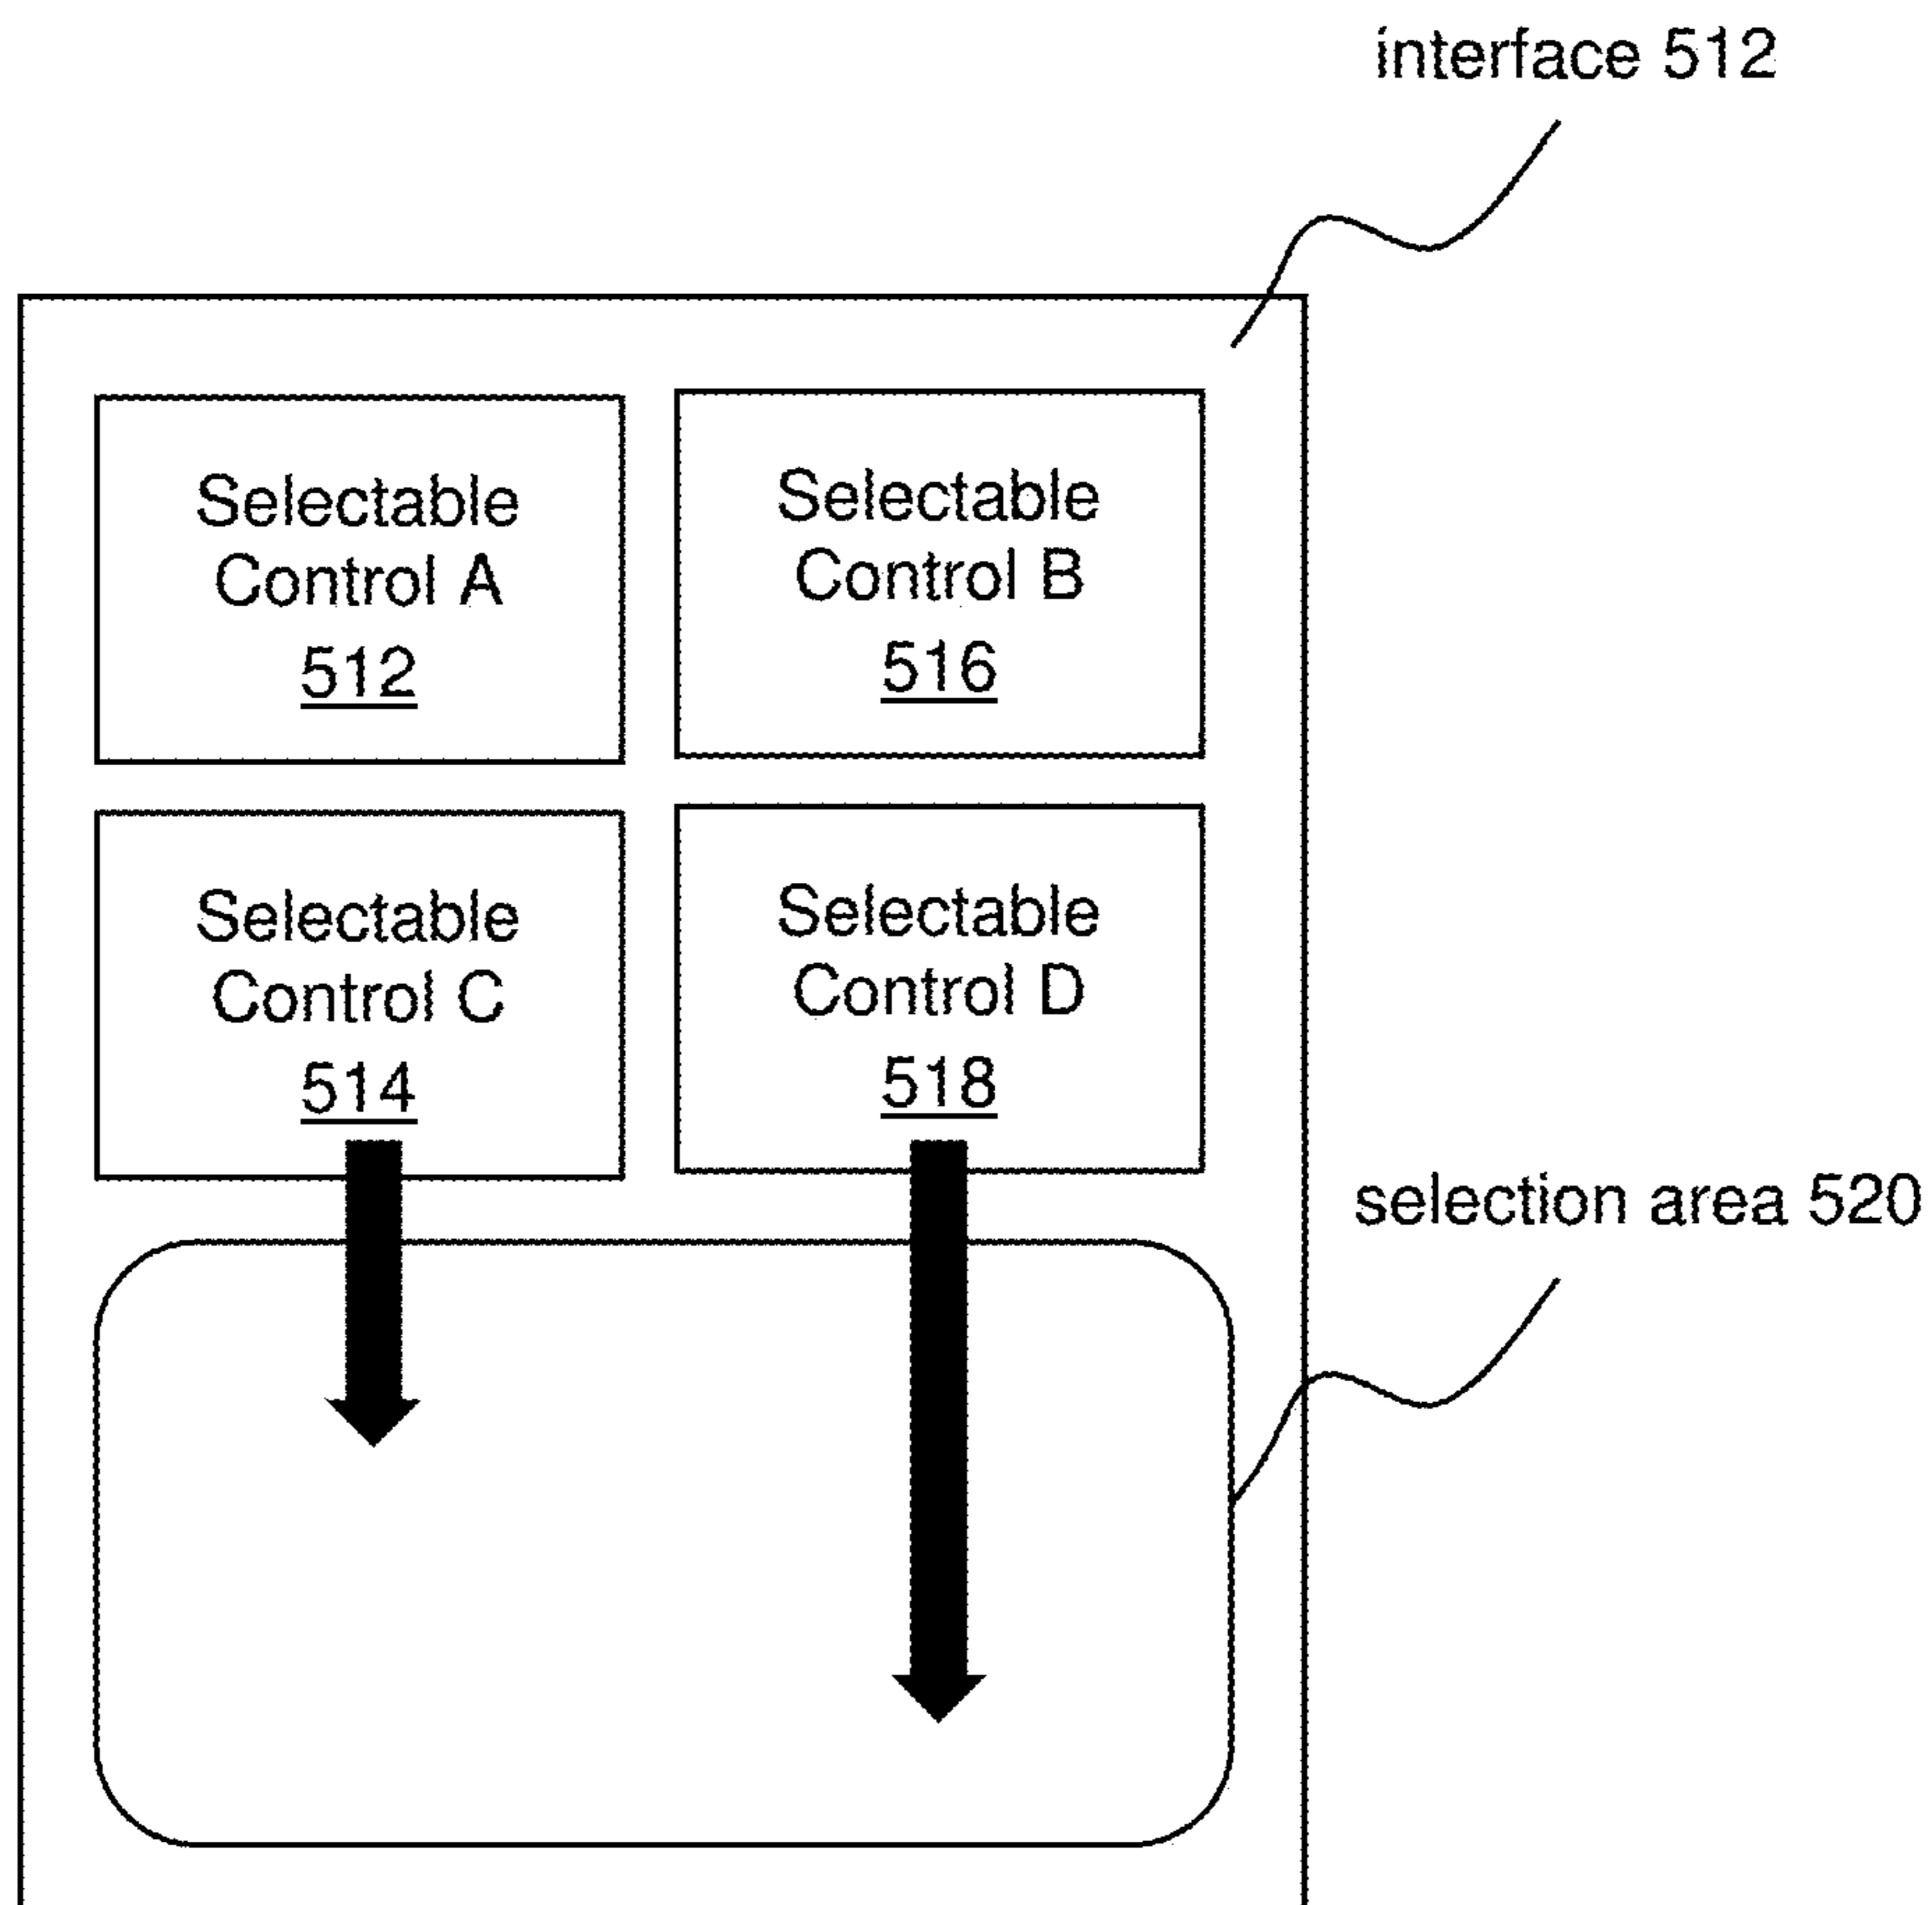 interface 512
Selectable
Control A
512
Selectable
Control B
516
Selectable
Control C
514
Selectable
Control D
518
selection area 520